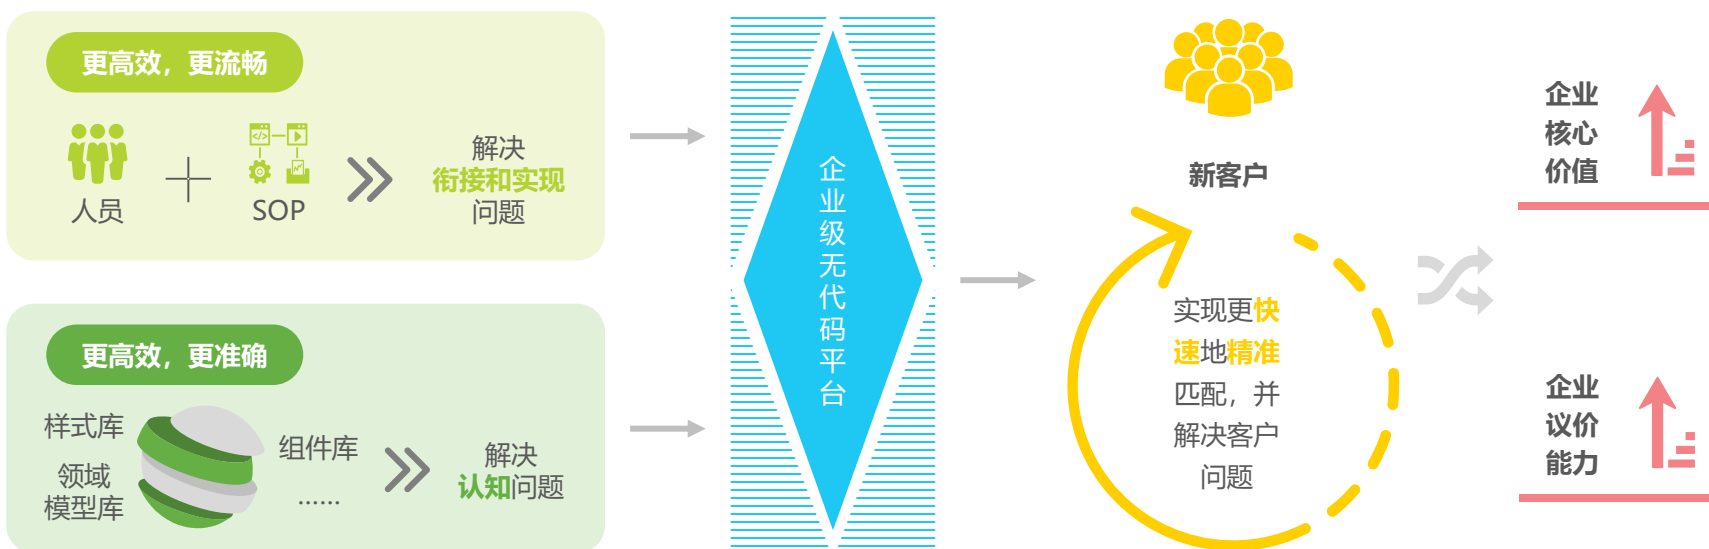 更高效，更流畅
人员
SOP
解决
衔接和实现
问题
更高效，更准确
样式库
领域
模型库
组件库
……
解决
认知问题
企业级无代码平台
新客户
实现更快
速地精准
匹配，并
解决客户
问题
企业
核心
价值
企业
议价
能力